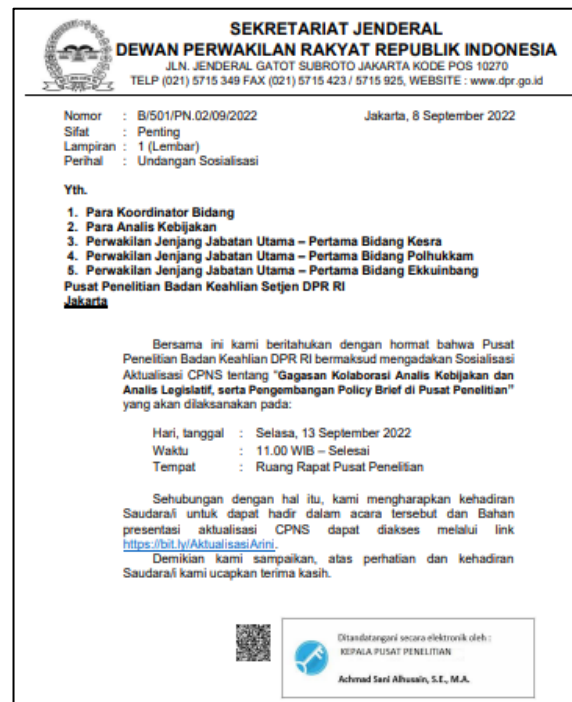 SEKRETARIAT JENDERAL
DEWAN PERWAKILAN RAKYAT REPUBLIK INDONESIA
JLN. JENDERAL GATOT SUBROTO JAKARTA KODE POS 10270
TELP (021) 5715 349 FAX (021) 5715 423 / 5715 925, WEBSITE : www.dpr.go.id
Nomor : B/501/PN.02/09/2022 Jakarta, 8 September 2022
Sifat : Penting
Lampiran : 1 (Lembar)
Perihal : Undangan Sosialisasi
Yth.
1. Para Koordinator Bidang
2. Para Analis Kebijakan
3. Perwakilan Jenjang Jabatan Utama – Pertama Bidang Kesra
4. Perwakilan Jenjang Jabatan Utama – Pertama Bidang Polhukkam
5. Perwakilan Jenjang Jabatan Utama – Pertama Bidang Ekkuinbang
Pusat Penelitian Badan Keahlian Setjen DPR RI
Jakarta
Bersama ini kami beritahukan dengan hormat bahwa Pusat
Penelitian Badan Keahlian DPR RI bermaksud mengadakan Sosialisasi
Aktualisasi CPNS tentang "Gagasan Kolaborasi Analis Kebijakan dan
Analis Legislatif, serta Pengembangan Policy Brief di Pusat Penelitian"
yang akan dilaksanakan pada:
Hari, tanggal : Selasa, 13 September 2022
Waktu : 11.00 WIB – Selesai
Tempat : Ruang Rapat Pusat Penelitian
Sehubungan dengan hal itu, kami mengharapkan kehadiran
Saudara/i untuk dapat hadir dalam acara tersebut dan Bahan
presentasi aktualisasi CPNS dapat diakses melalui link
https://bit.ly/AktualisasiArini.
Demikian kami sampaikan, atas perhatian dan kehadiran
Saudara/i kami ucapkan terima kasih.
Ditandatangani secara elektronik oleh :
KEPALA PUSAT PENELITIAN
Achmad Sani Alhusain, S.E., M.A.